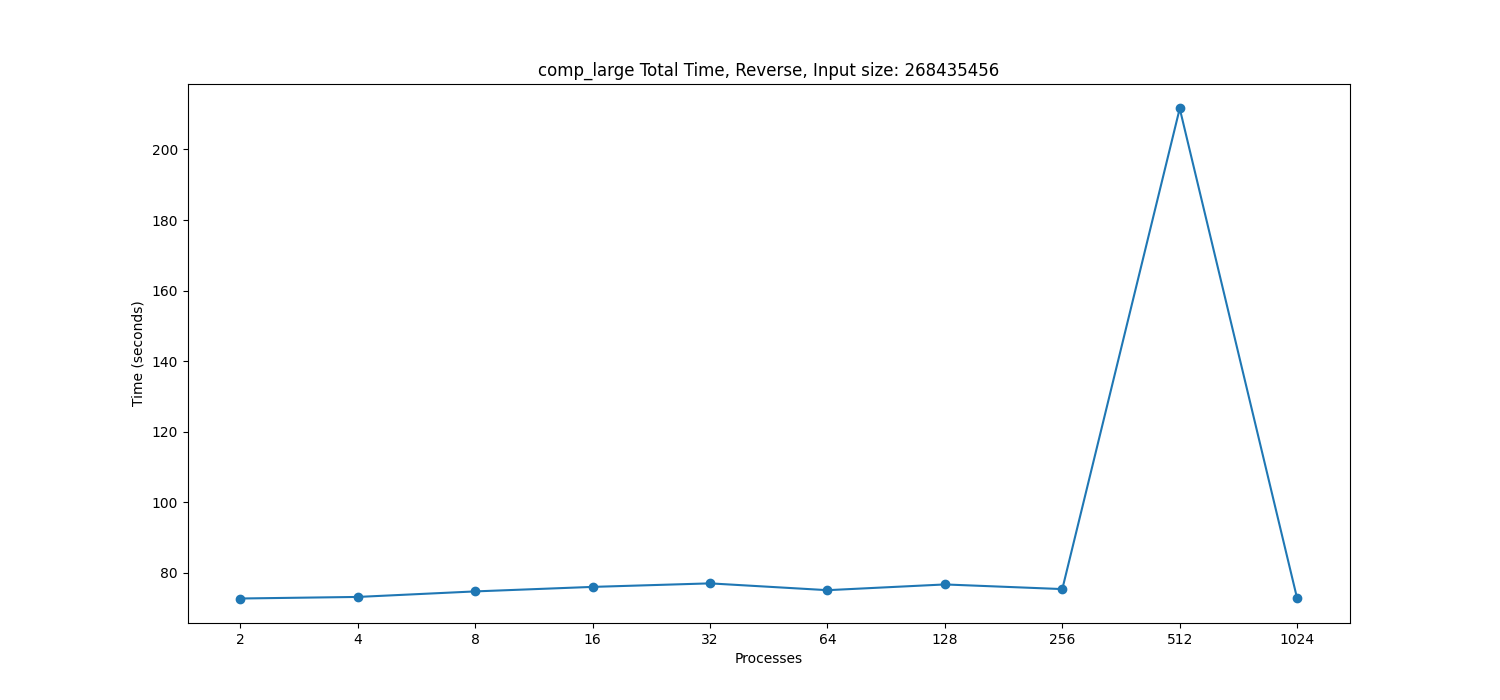 comp_large Total Time, Reverse, Input size: 268435456
200
180
160
140
120
100
80
Time (seconds)
2 4 8 16 32 64 128 256 512 1024
Processes